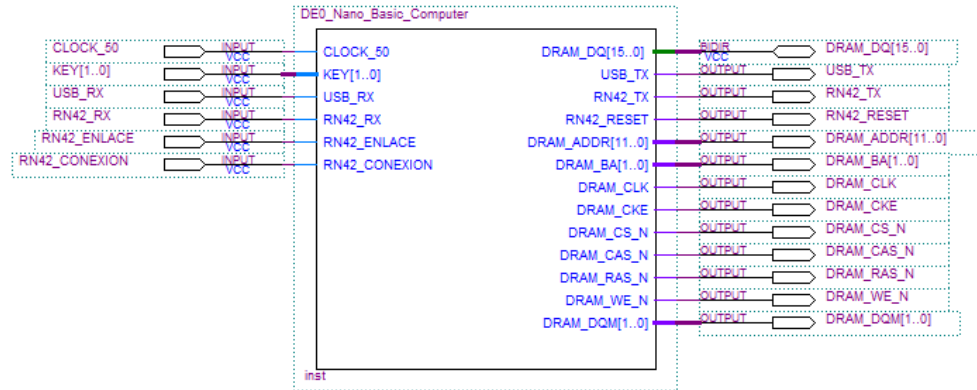 DE0_Nano_Basic_Computer
CLOCK_50 INPUT VCC CLOCK_50 DRAM_DQ[15..0] BIDIR VCC DRAM_DQ[15..0]
KEY[1..0] INPUT VCC KEY[1..0] USB_TX OUTPUT USB_TX
USB_RX INPUT VCC USB_RX RN42_TX OUTPUT RN42_TX
RN42_RX INPUT VCC RN42_RX RN42_RESET OUTPUT RN42_RESET
RN42_ENLACE INPUT VCC RN42_ENLACE DRAM_ADDR[11..0] OUTPUT DRAM_ADDR[11..0]
RN42_CONEXION INPUT VCC RN42_CONEXION DRAM_BA[1..0] OUTPUT DRAM_BA[1..0]
DRAM_CLK OUTPUT DRAM_CLK
DRAM_CKE OUTPUT DRAM_CKE
DRAM_CS_N OUTPUT DRAM_CS_N
DRAM_CAS_N OUTPUT DRAM_CAS_N
DRAM_RAS_N OUTPUT DRAM_RAS_N
DRAM_WE_N OUTPUT DRAM_WE_N
DRAM_DQM[1..0] OUTPUT DRAM_DQM[1..0]
inst